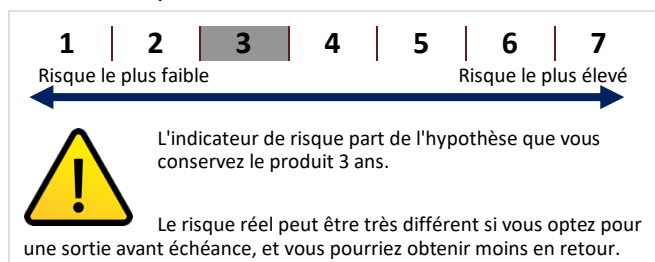 1 2 3 4 5 6 7
Risque le plus faible Risque le plus élevé
L'indicateur de risque part de l'hypothèse que vous
conservez le produit 3 ans.
Le risque réel peut être très différent si vous optez pour
une sortie avant échéance, et vous pourriez obtenir moins en retour.